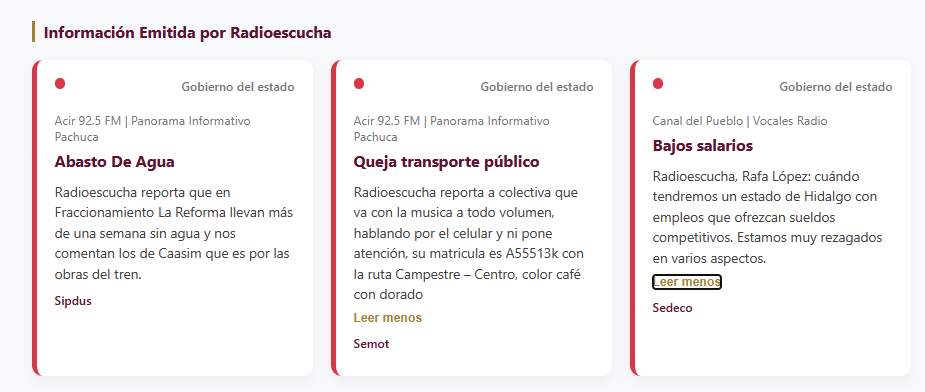 Información Emitida por Radioescucha
Gobierno del estado
Acir 92.5 FM | Panorama Informativo
Pachuca
Abasto De Agua
Radioescucha reporta que en
Fraccionamiento La Reforma llevan más
de una semana sin agua y nos
comentan los de Caasim que es por las
obras del tren.
Sipdus
Gobierno del estado
Acir 92.5 FM | Panorama Informativo
Pachuca
Queja transporte público
Radioescucha reporta a colectiva que
va con la musica a todo volumen,
hablando por el celular y ni pone
atención, su matricula es A55513k con
la ruta Campestre – Centro, color café
con dorado
Leer menos
Semot
Gobierno del estado
Canal del Pueblo | Vocales Radio
Bajos salarios
Radioescucha, Rafa López: cuándo
tendremos un estado de Hidalgo con
empleos que ofrezcan sueldos
competitivos. Estamos muy rezagados
en varios aspectos.
Leer menos
Sedeco